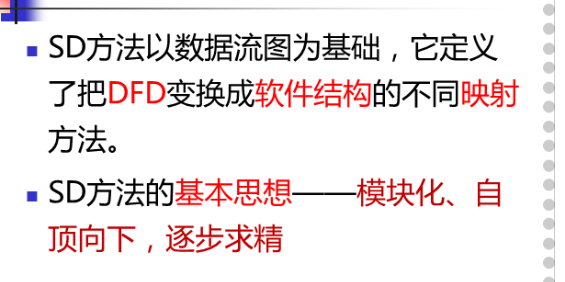 SD方法以数据流图为基础，它定义
了把DFD变换成软件结构的不同映射
方法。
SD方法的基本思想——模块化、自
顶向下，逐步求精